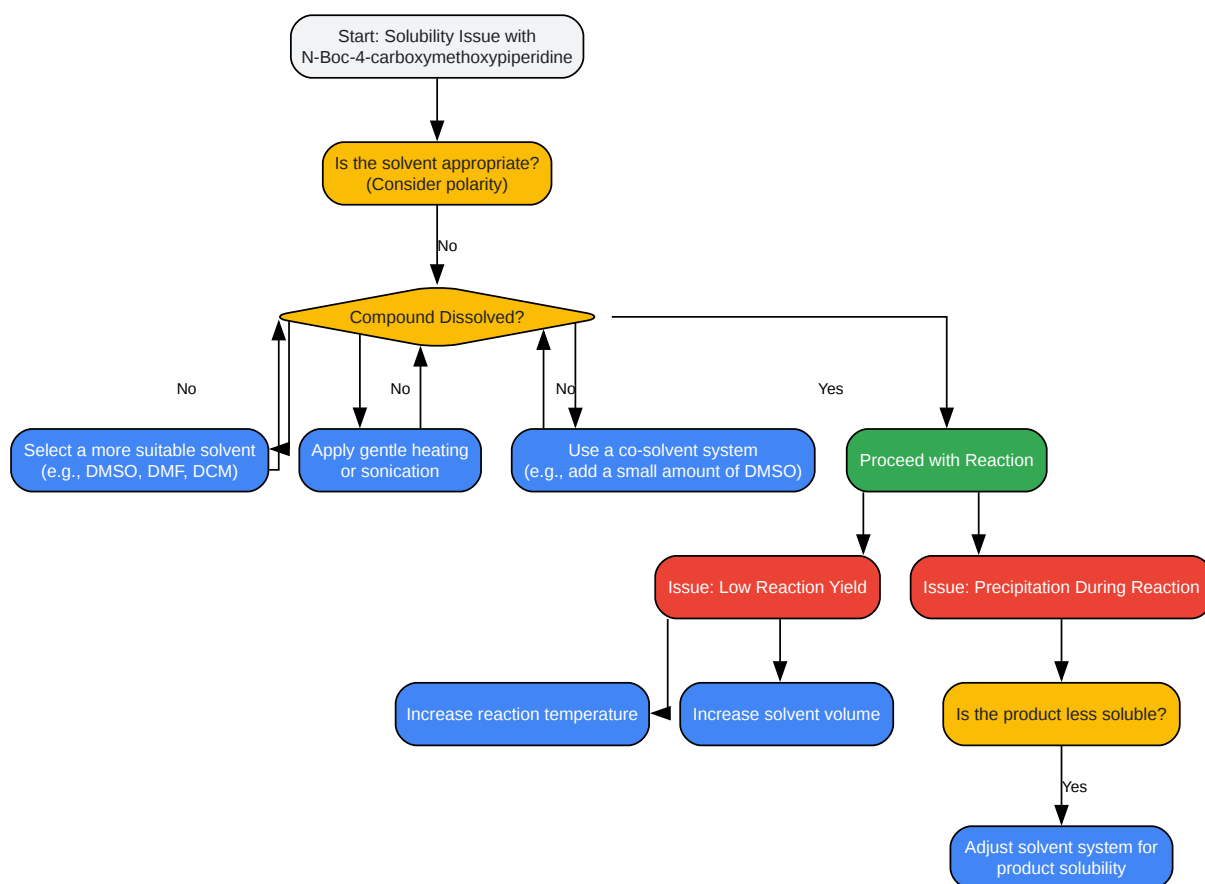 Start: Solubility Issue with
N-Boc-4-carboxymethoxypiperidine
Is the solvent appropriate?
(Consider polarity)
No
Compound Dissolved?
No
No
No
Yes
Select a more suitable solvent
(e.g., DMSO, DMF, DCM)
Apply gentle heating
or sonication
Use a co-solvent system
(e.g., add a small amount of DMSO)
Proceed with Reaction
Issue: Low Reaction Yield
Issue: Precipitation During Reaction
Increase reaction temperature
Increase solvent volume
Is the product less soluble?
Yes
Adjust solvent system for
product solubility